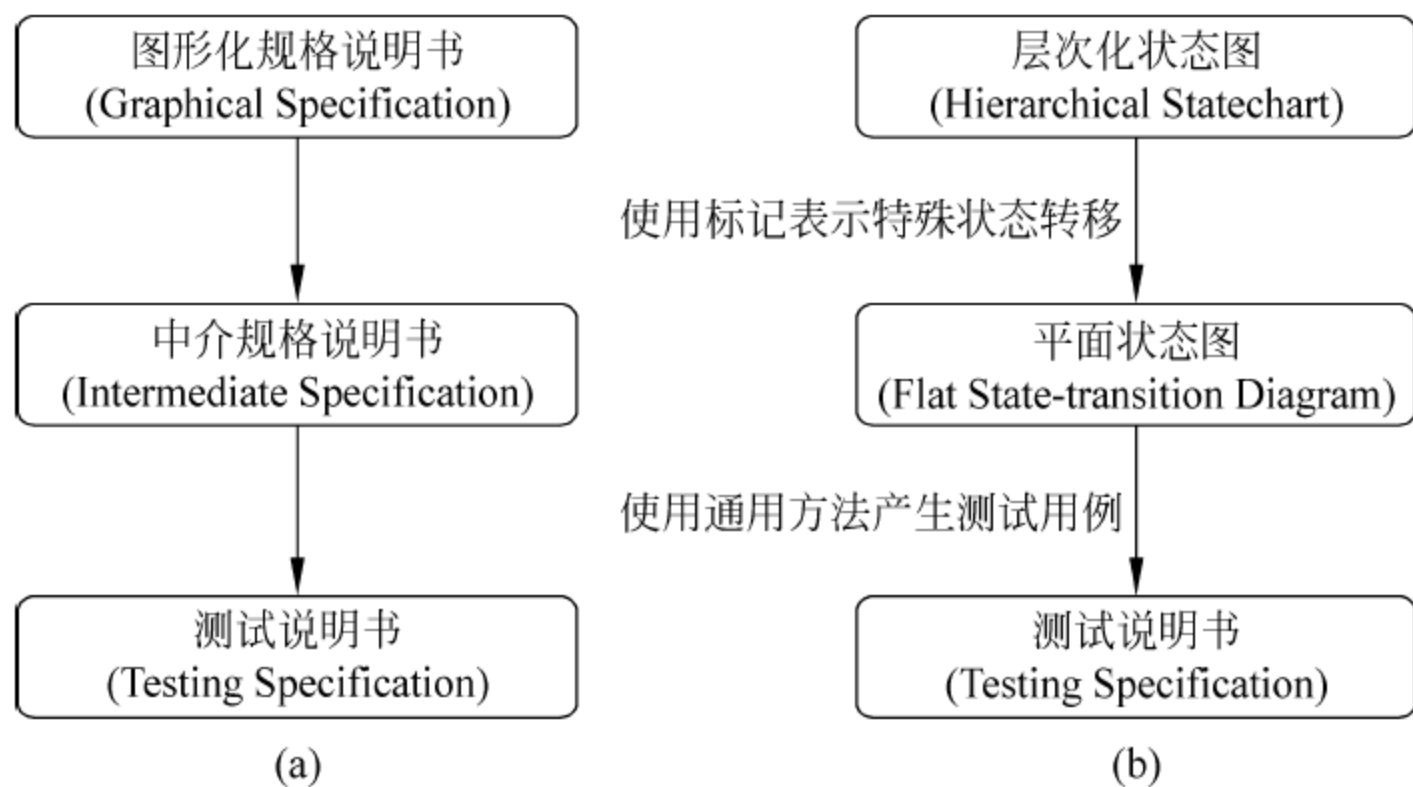 图形化规格说明书
(Graphical Specification)
中介规格说明书
(Intermediate Specification)
测试说明书
(Testing Specification)
(a)
层次化状态图
(Hierarchical Statechart)
使用标记表示特殊状态转移
平面状态图
(Flat State-transition Diagram)
使用通用方法产生测试用例
测试说明书
(Testing Specification)
(b)